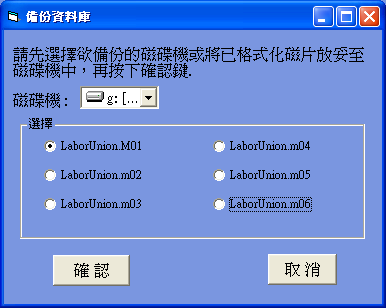 備份資料庫
請先選擇欲備份的磁碟機或將已格式化磁片放妥至
磁碟機中，再按下確認鍵.
磁碟機： g: [...
選擇
LaborUnion.M01 LaborUnion.m04
LaborUnion.m02 LaborUnion.m05
LaborUnion.m03 LaborUnion.m06
確認 取消